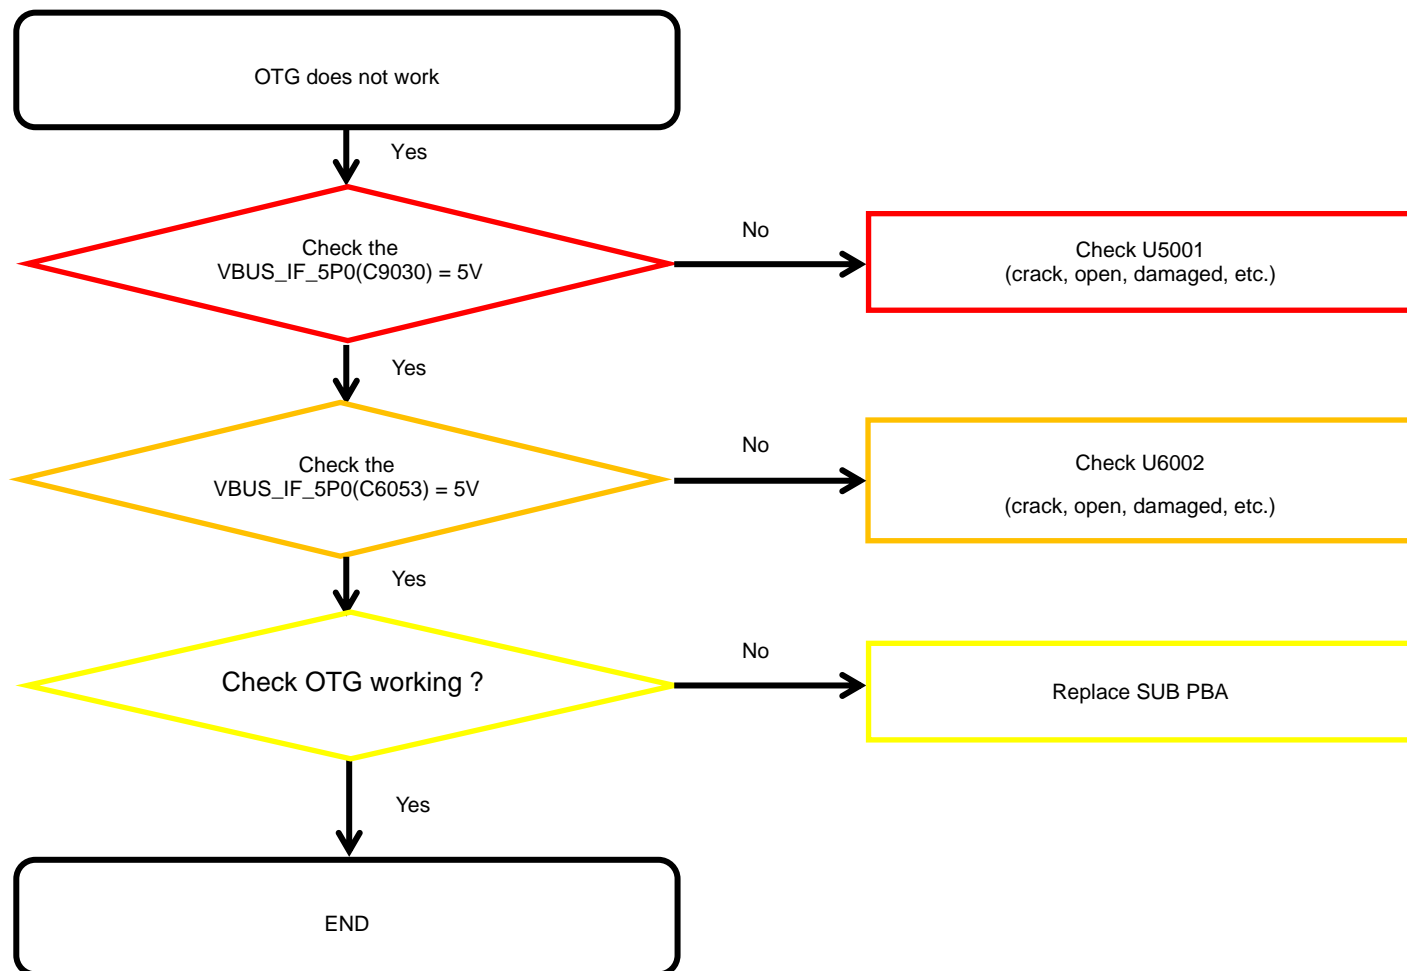 OTG does not work
Yes
Check the
VBUS_IF_5P0(C9030) = 5V
No
Check U5001
(crack, open, damaged, etc.)
Yes
Check the
VBUS_IF_5P0(C6053) = 5V
No
Check U6002
(crack, open, damaged, etc.)
Yes
Check OTG working ?
No
Replace SUB PBA
Yes
END